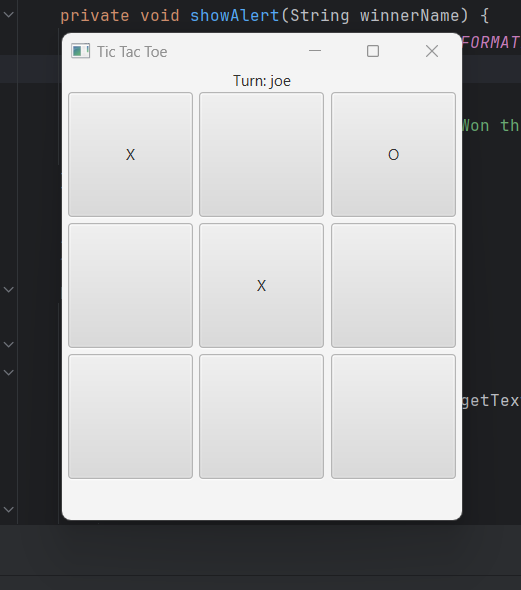 private void showAlert(String winnerName) {
FORMAT
Tic Tac Toe
Turn: joe
Won th
X
O
X
getTex